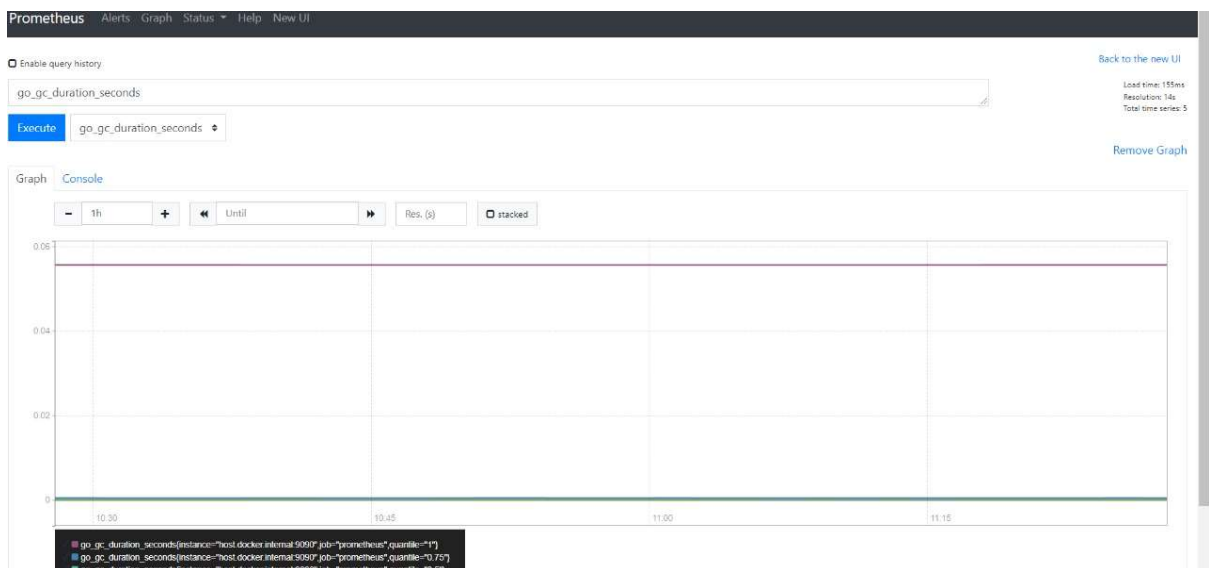 Prometheus Alerts Graph Status Help New UI
Enable query history
Back to the new UI
go_gc_duration_seconds
Load time: 155ms
Resolution: 14s
Total time series: 5
Execute go_gc_duration_seconds
Remove Graph
Graph Console
- 1h + Until Res. (s) stacked
0.06
0.04
0.02
0
10:30 10:45 11:00 11:15
go_gc_duration_seconds{instance="host.docker.internal:9090",job="prometheus",quantile="1"}
go_gc_duration_seconds{instance="host.docker.internal:9090",job="prometheus",quantile="0.75"}